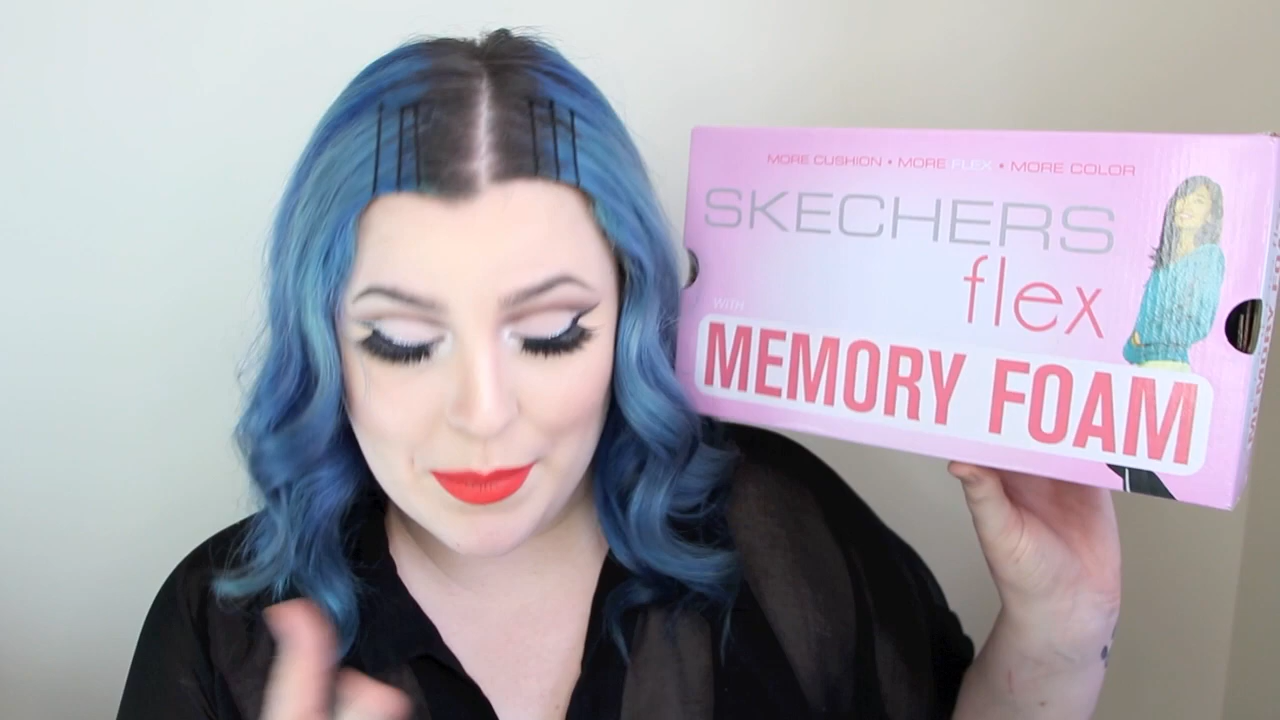 MORE CUSHION • MORE FLEX • MORE COLOR
SKECHERS
flex
WITH
MEMORY FOAM